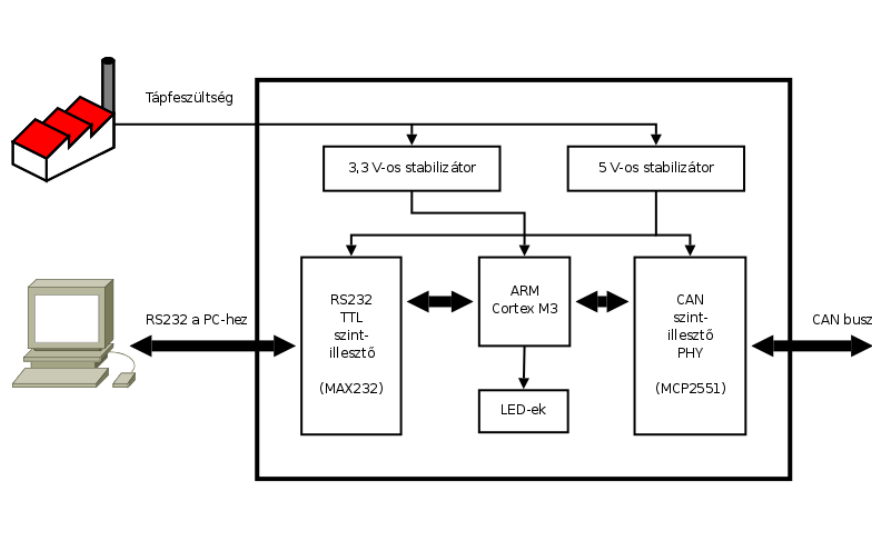 Tápfeszültség
3,3 V-os stabilizátor
5 V-os stabilizátor
RS232 a PC-hez
RS232
TTL
szint-
illesztő
(MAX232)
ARM
Cortex M3
LED-ek
CAN
szint-
illesztő
PHY
(MCP2551)
CAN busz